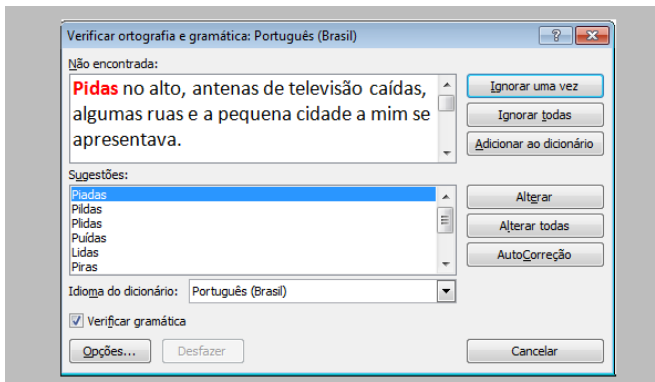 Verificar ortografia e gramática: Português (Brasil)
Não encontrada:
Pidas no alto, antenas de televisão caídas,
algumas ruas e a pequena cidade a mim se
apresentava.
Ignorar uma vez
Ignorar todas
Adicionar ao dicionário
Sugestões:
Piadas
Pildas
Plidas
Puídas
Lidas
Piras
Alterar
Alterar todas
AutoCorreção
Idioma do dicionário: Português (Brasil)
Verificar gramática
Opções... Desfazer Cancelar